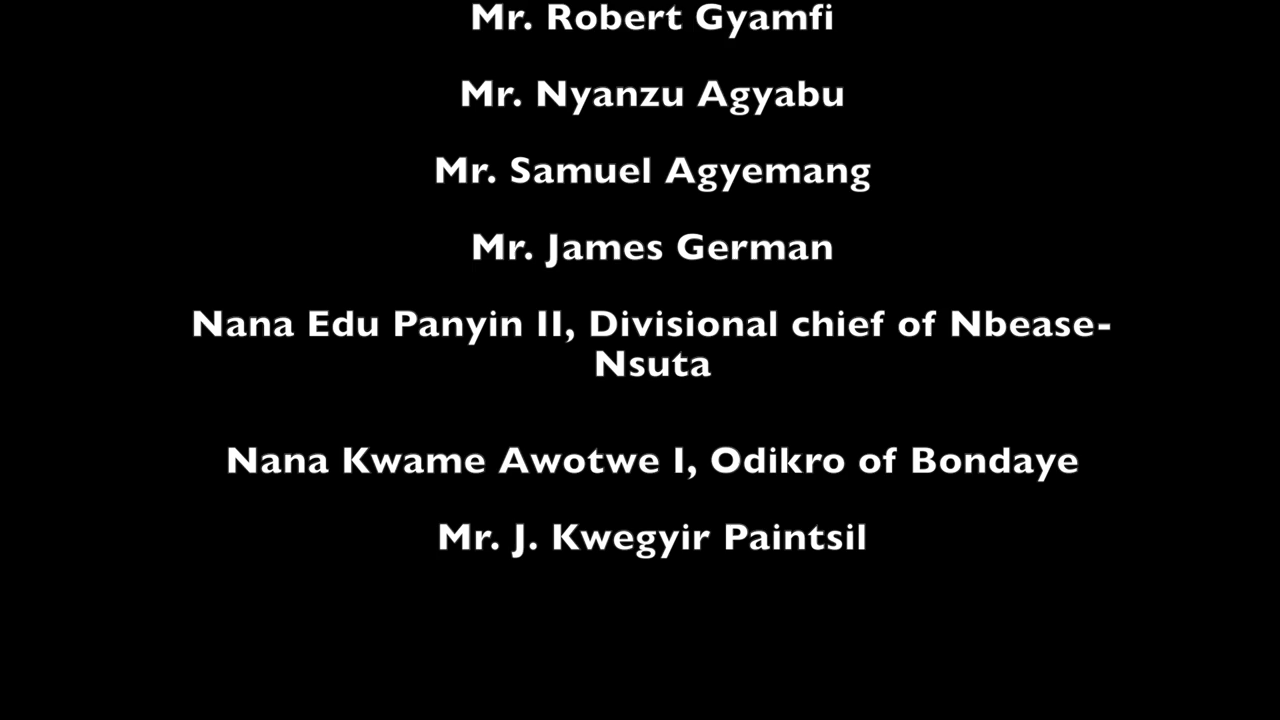 Mr. Robert Gyamfi
Mr. Nyanzu Agyabu
Mr. Samuel Agyemang
Mr. James German
Nana Edu Panyin II, Divisional chief of Nbease-
Nsuta
Nana Kwame Awotwe I, Odikro of Bondaye
Mr. J. Kwegyir Paintsil